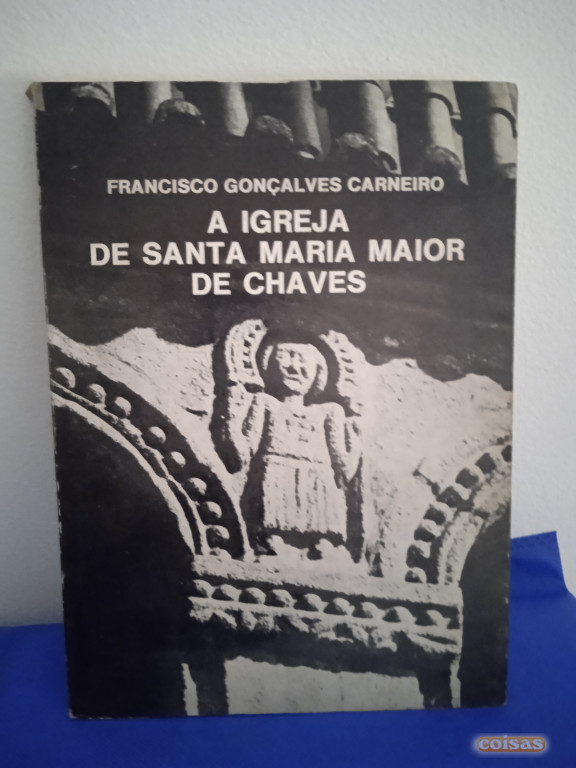 FRANCISCO GONÇALVES CARNEIRO
A IGREJA
DE SANTA MARIA MAIOR
DE CHAVES
coisas